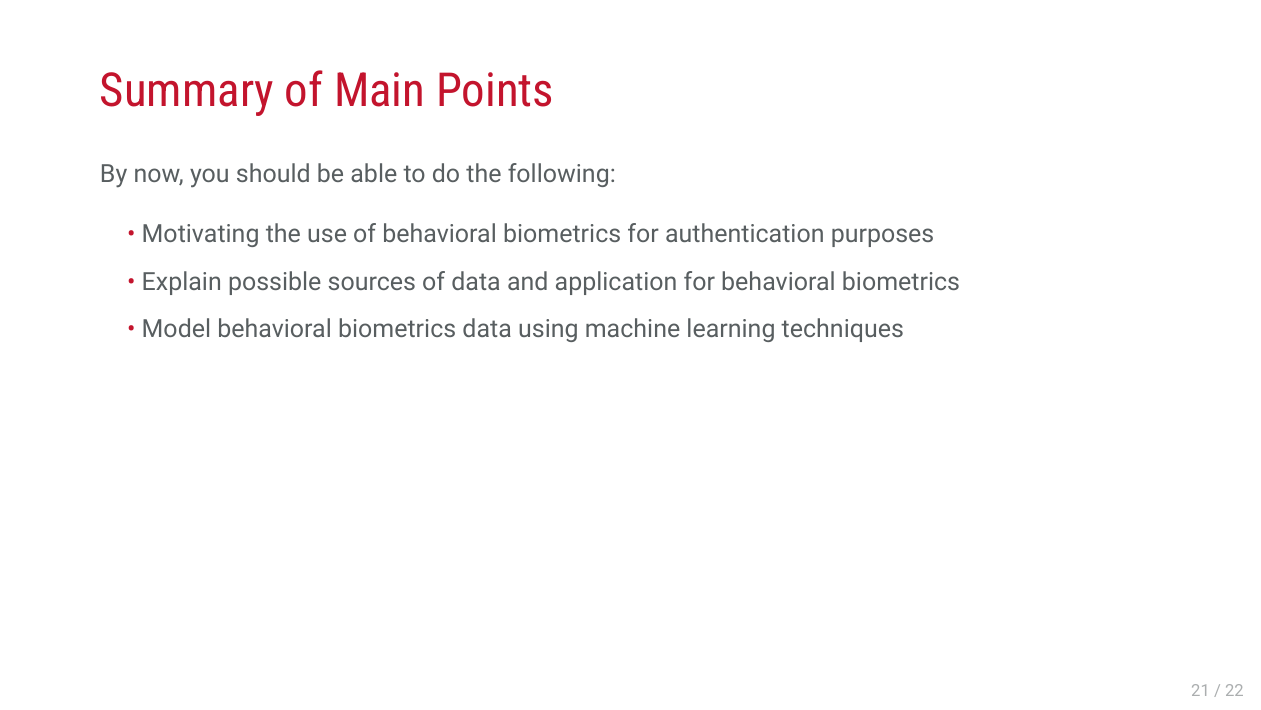 Summary of Main Points
By now, you should be able to do the following:
• Motivating the use of behavioral biometrics for authentication purposes
• Explain possible sources of data and application for behavioral biometrics
• Model behavioral biometrics data using machine learning techniques
21 / 22